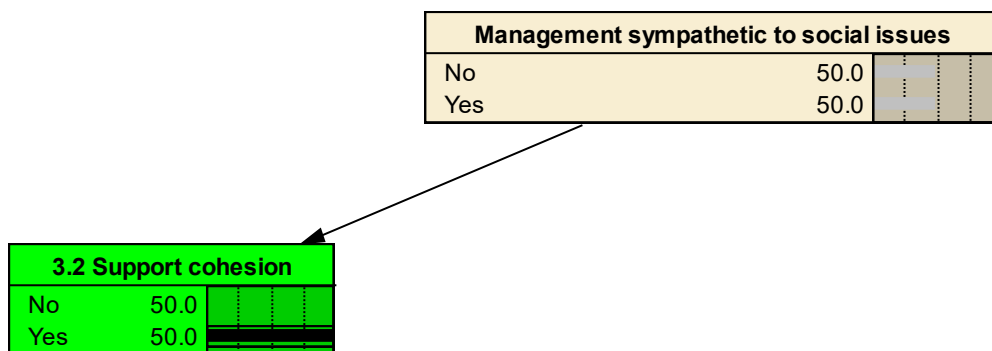 Management sympathetic to social issues
No 50.0
Yes 50.0
3.2 Support cohesion
No 50.0
Yes 50.0